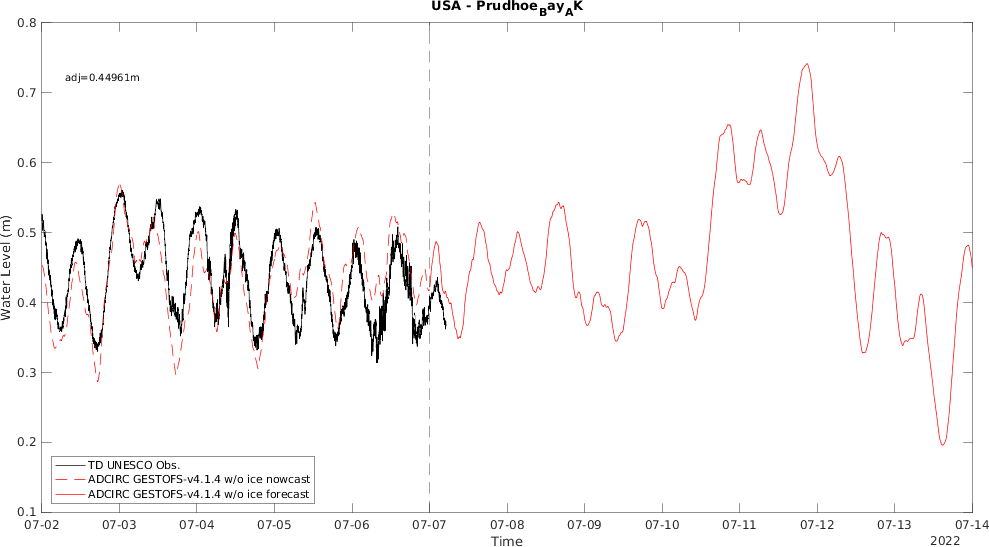 USA - Prudhoe_Bay_AK
adj=0.44961m
Water Level (m)
0.8
0.7
0.6
0.5
0.4
0.3
0.2
0.1
TD UNESCO Obs.
ADCIRC GESTOFS-v4.1.4 w/o ice nowcast
ADCIRC GESTOFS-v4.1.4 w/o ice forecast
07-02 07-03 07-04 07-05 07-06 07-07 07-08 07-09 07-10 07-11 07-12 07-13 07-14
Time
2022